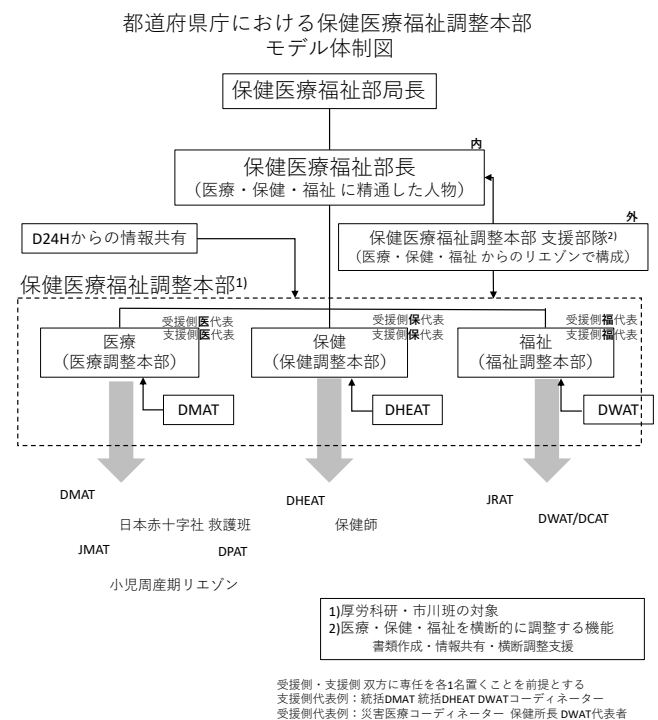 都道府県庁における保健医療福祉調整本部
モデル体制図
保健医療福祉部局長
内
保健医療福祉部長
（医療・保健・福祉 に精通した人物）
外
D24Hからの情報共有
保健医療福祉調整本部 支援部隊2)
（医療・保健・福祉 からのリエゾンで構成）
保健医療福祉調整本部1)
受援側医代表
支援側医代表
医療
（医療調整本部）
受援側保代表
支援側保代表
保健
（保健調整本部）
受援側福代表
支援側福代表
福祉
（福祉調整本部）
DMAT
DHEAT
DWAT
DMAT
日本赤十字社 救護班
JMAT
DPAT
小児周産期リエゾン
DHEAT
保健師
JRAT
DWAT/DCAT
1)厚労科研・市川班の対象
2)医療・保健・福祉を横断的に調整する機能
書類作成・情報共有・横断調整支援
受援側・支援側 双方に専任を各1名置くことを前提とする
支援側代表例：統括DMAT 統括DHEAT DWATコーディネーター
受援側代表例：災害医療コーディネーター 保健所長 DWAT代表者